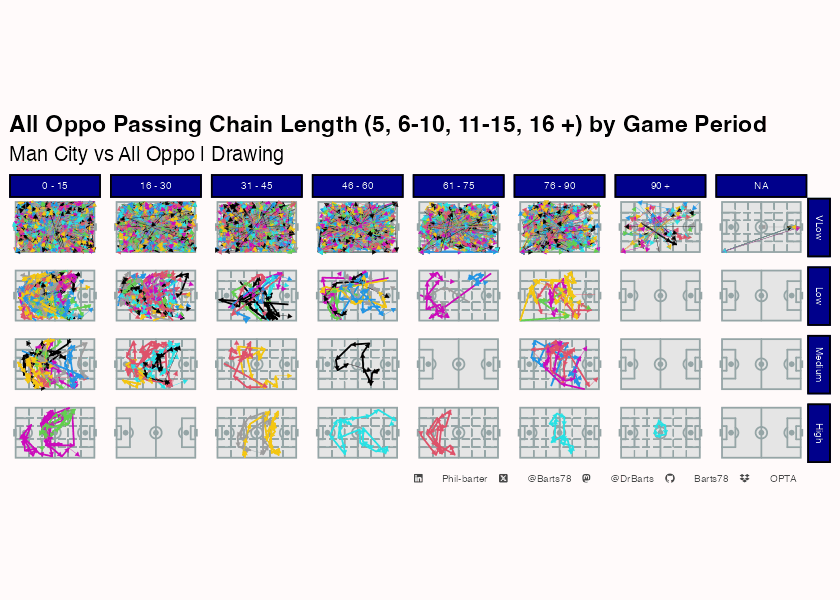 All Oppo Passing Chain Length (5, 6-10, 11-15, 16 +) by Game Period
Man City vs All Oppo | Drawing
0 - 15 16 - 30 31 - 45 46 - 60 61 - 75 76 - 90 90 + NA
V.Low
Low
Medium
High
Phil-barter @Barts78 @DrBarts Barts78 OPTA